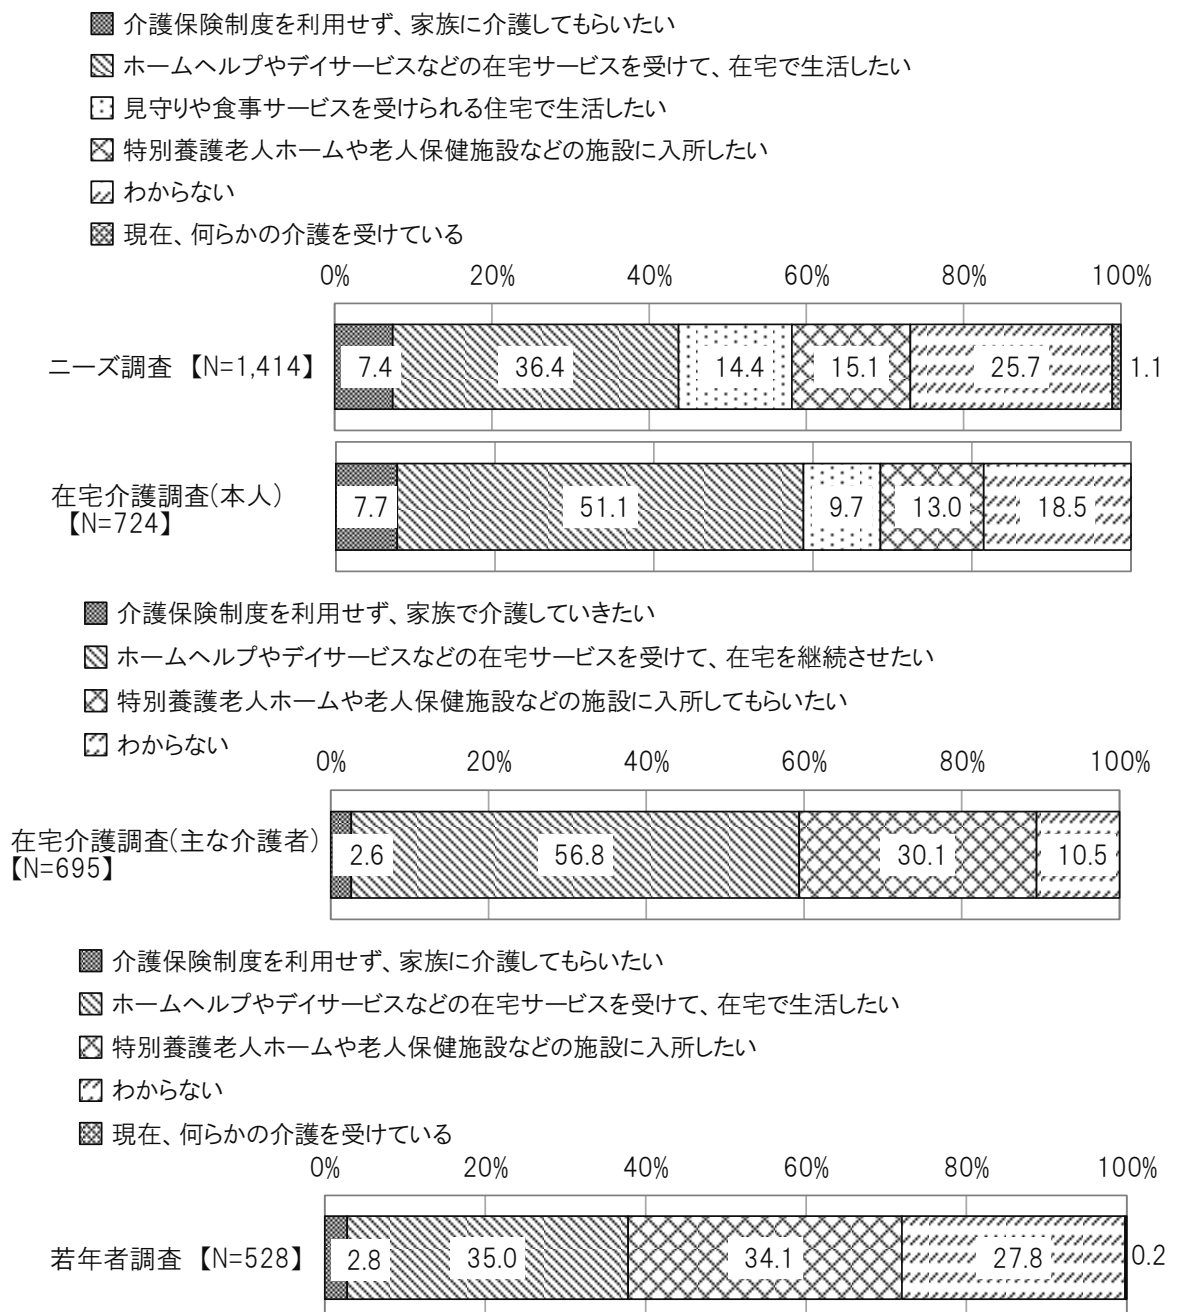 介護保険制度を利用せず、家族に介護してもらいたい
ホームヘルプやデイサービスなどの在宅サービスを受けて、在宅で生活したい
見守りや食事サービスを受けられる住宅で生活したい
特別養護老人ホームや老人保健施設などの施設に入所したい
わからない
現在、何らかの介護を受けている
0% 20% 40% 60% 80% 100%
ニーズ調査 【N=1,414】 7.4 36.4 14.4 15.1 25.7 1.1
在宅介護調査(本人)
【N=724】
7.7 51.1 9.7 13.0 18.5
介護保険制度を利用せず、家族で介護していきたい
ホームヘルプやデイサービスなどの在宅サービスを受けて、在宅を継続させたい
特別養護老人ホームや老人保健施設などの施設に入所してもらいたい
わからない
0% 20% 40% 60% 80% 100%
在宅介護調査(主な介護者)
【N=695】
2.6 56.8 30.1 10.5
介護保険制度を利用せず、家族に介護してもらいたい
ホームヘルプやデイサービスなどの在宅サービスを受けて、在宅で生活したい
特別養護老人ホームや老人保健施設などの施設に入所したい
わからない
現在、何らかの介護を受けている
0% 20% 40% 60% 80% 100%
若年者調査 【N=528】 2.8 35.0 34.1 27.8 0.2